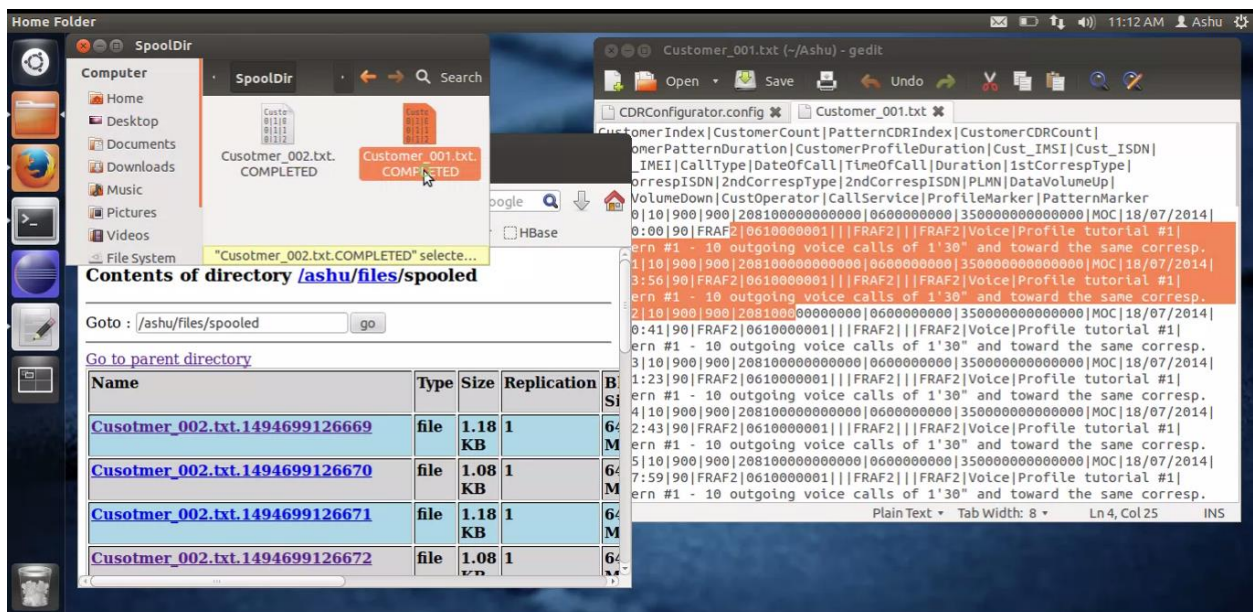 Home Folder
11:12 AM Ashu
SpoolDir
Computer
Home
Desktop
Documents
Downloads
Music
Pictures
Videos
File System
SpoolDir
Search
Cusotmer_002.txt.
COMPLETED
Customer_001.txt.
COMPLETED
"Cusotmer_002.txt.COMPLETED" selecte...
HBase
Contents of directory /ashu/files/spooled
Goto : /ashu/files/spooled go
Go to parent directory
Name Type Size Replication
Cusotmer_002.txt.1494699126669 file 1.18 KB 1
Cusotmer_002.txt.1494699126670 file 1.08 KB 1
Cusotmer_002.txt.1494699126671 file 1.18 KB 1
Cusotmer_002.txt.1494699126672 file 1.08 1
Customer_001.txt (~/Ashu) - gedit
Open Save Undo
CDRConfigurator.config Customer_001.txt
CustomerIndex|CustomerCount|PatternCDRIndex|CustomerCDRCount|
omerPatternDuration|CustomerProfileDuration|Cust_IMSI|Cust_ISDN|
_IMEI|CallType|DateOfCall|TimeOfCall|Duration|1stCorrespType|
orrespISDN|2ndCorrespType|2ndCorrespISDN|PLMN|DataVolumeUp|
VolumeDown|CustOperator|CallService|ProfileMarker|PatternMarker
0|10|900|900|208100000000000|0600000000|350000000000000|MOC|18/07/2014|
0:00|90|FRAF2|0610000001|||FRAF2|||FRAF2|Voice|Profile tutorial #1|
ern #1 - 10 outgoing voice calls of 1'30" and toward the same corresp.
1|10|900|900|208100000000000|0600000000|350000000000000|MOC|18/07/2014|
3:56|90|FRAF2|0610000001|||FRAF2|||FRAF2|Voice|Profile tutorial #1|
ern #1 - 10 outgoing voice calls of 1'30" and toward the same corresp.
2|10|900|900|208100000000000|0600000000|350000000000000|MOC|18/07/2014|
0:41|90|FRAF2|0610000001|||FRAF2|||FRAF2|Voice|Profile tutorial #1|
ern #1 - 10 outgoing voice calls of 1'30" and toward the same corresp.
3|10|900|900|208100000000000|0600000000|350000000000000|MOC|18/07/2014|
1:23|90|FRAF2|0610000001|||FRAF2|||FRAF2|Voice|Profile tutorial #1|
ern #1 - 10 outgoing voice calls of 1'30" and toward the same corresp.
4|10|900|900|208100000000000|0600000000|350000000000000|MOC|18/07/2014|
2:43|90|FRAF2|0610000001|||FRAF2|||FRAF2|Voice|Profile tutorial #1|
ern #1 - 10 outgoing voice calls of 1'30" and toward the same corresp.
5|10|900|900|208100000000000|0600000000|350000000000000|MOC|18/07/2014|
7:59|90|FRAF2|0610000001|||FRAF2|||FRAF2|Voice|Profile tutorial #1|
ern #1 - 10 outgoing voice calls of 1'30" and toward the same corresp.
Plain Text Tab Width: 8 Ln 4, Col 25 INS